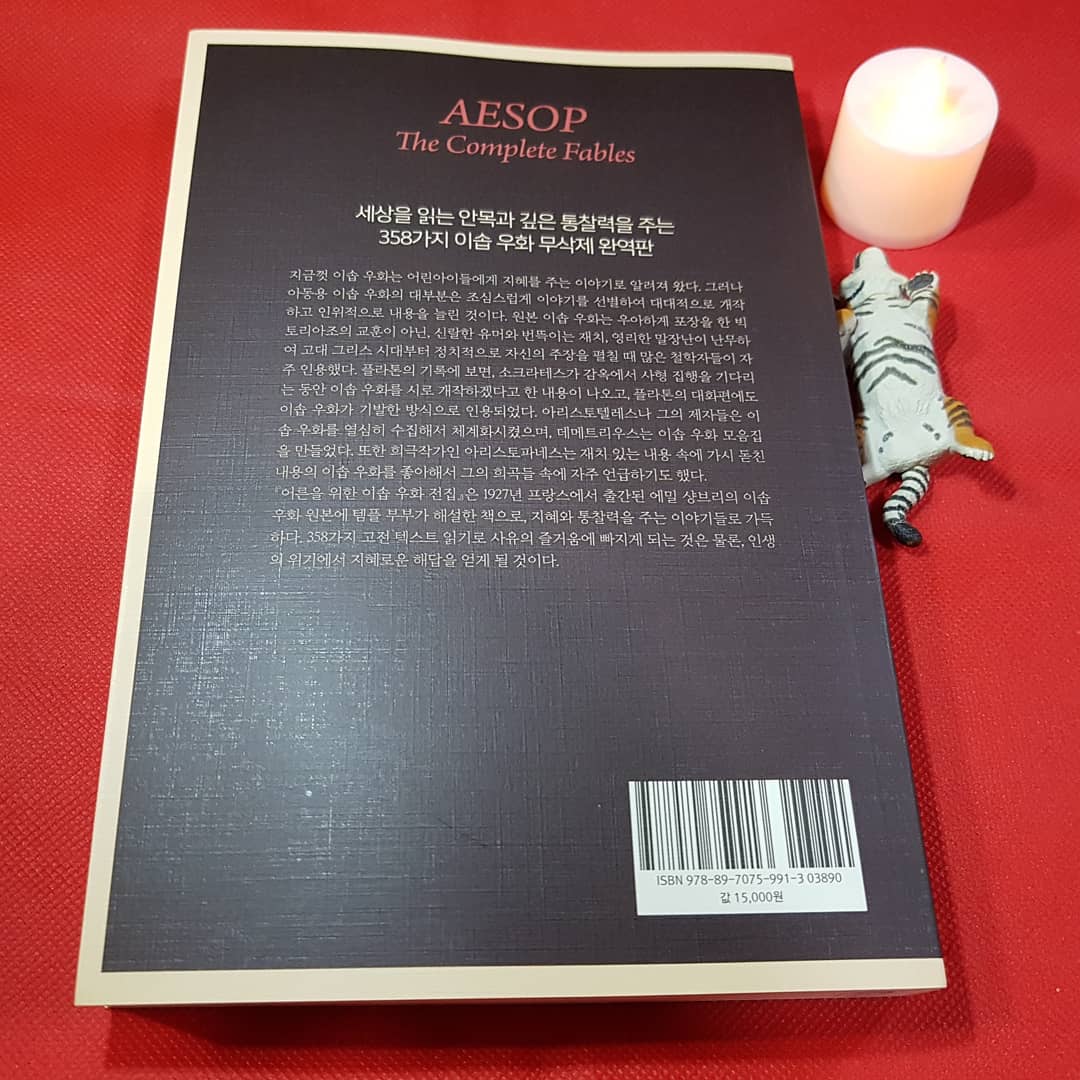 AESOP
The Complete Fables
세상을 읽는 안목과 깊은 통찰력을 주는
358가지 이솝 우화 무삭제 완역판
지금껏 이솝 우화는 어린아이들에게 지혜를 주는 이야기로 알려져 왔다. 그러나
아동용 이솝 우화의 대부분은 조심스럽게 이야기를 선별하여 대대적으로 개작
하고 인위적으로 내용을 늘린 것이다. 원본 이솝 우화는 우아하게 포장을 한 빅
토리아조의 교훈이 아닌, 신랄한 유머와 번뜩이는 재치, 영리한 말장난이 난무하
여 고대 그리스 시대부터 정치적으로 자신의 주장을 펼칠 때 많은 철학자들이 자
주 인용했다. 플라톤의 기록에 보면, 소크라테스가 감옥에서 사형 집행을 기다리
는 동안 이솝 우화를 시로 개작하겠다고 한 내용이 나오고, 플라톤의 대화편에도
이솝 우화가 기발한 방식으로 인용되었다. 아리스토텔레스나 그의 제자들은 이
솝 우화를 열심히 수집해서 체계화시켰으며, 데메트리우스는 이솝 우화 모음집
을 만들었다. 또한 희극작가인 아리스토파네스는 재치 있는 내용 속에 가시 돋친
내용의 이솝 우화를 좋아해서 그의 희곡들 속에 자주 언급하기도 했다.
『어른을 위한 이솝 우화 전집』은 1927년 프랑스에서 출간된 에밀 샹브리의 이솝
우화 원본에 템플 부부가 해설한 책으로, 지혜와 통찰력을 주는 이야기들로 가득
하다. 358가지 고전 텍스트 읽기로 사유의 즐거움에 빠지게 되는 것은 물론, 인생
의 위기에서 지혜로운 해답을 얻게 될 것이다.
ISBN 978-89-7075-991-3 03890
값 15,000원